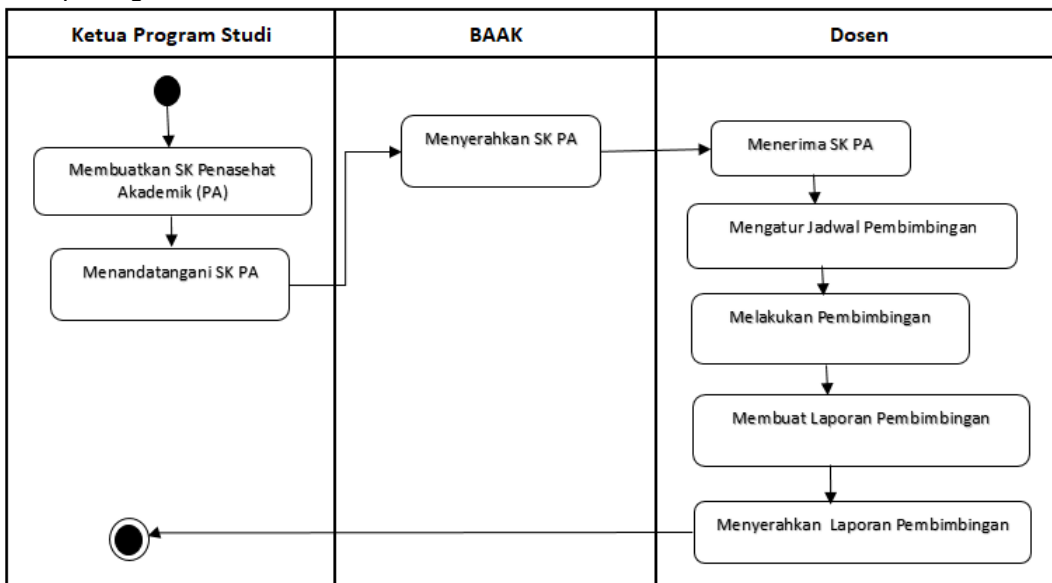 Ketua Program Studi
BAAK
Dosen
Membuatkan SK Penasehat
Akademik (PA)
Menandatangani SK PA
Menyerahkan SK PA
Menerima SK PA
Mengatur Jadwal Pembimbingan
Melakukan Pembimbingan
Membuat Laporan Pembimbingan
Menyerahkan Laporan Pembimbingan